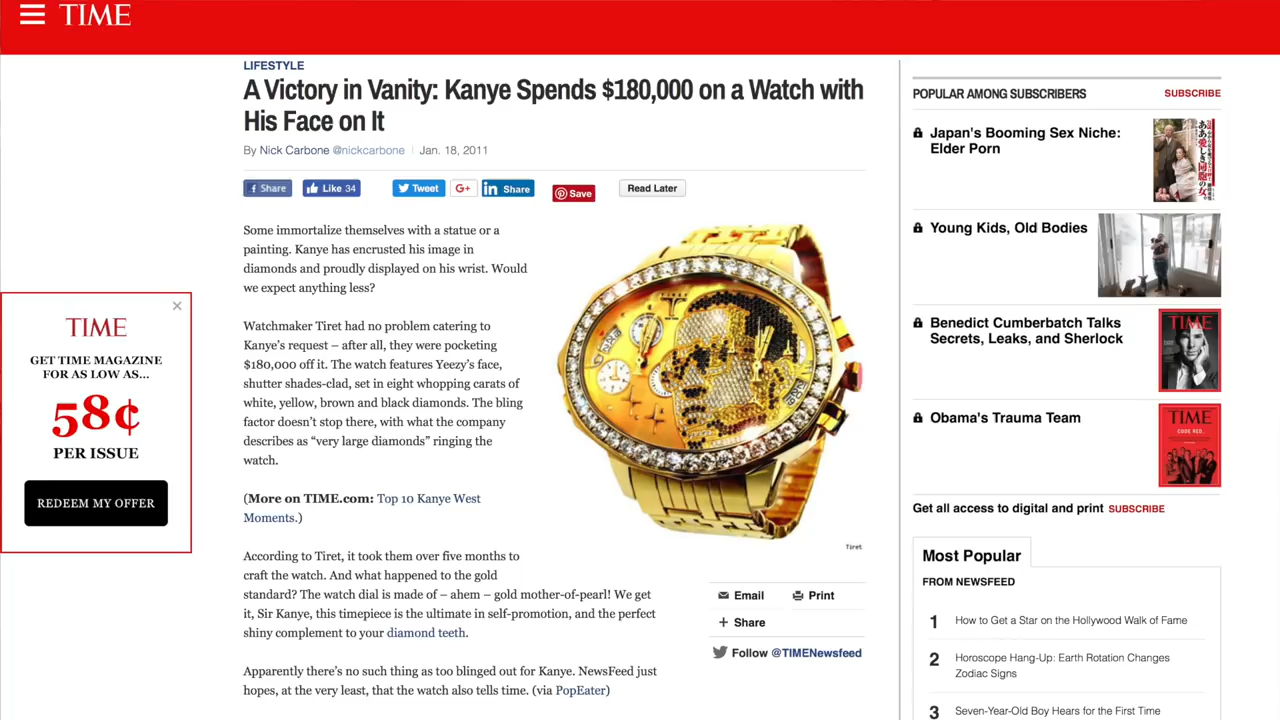 TIME
LIFESTYLE
A Victory in Vanity: Kanye Spends $180,000 on a Watch with
His Face on It
By Nick Carbone @nickcarbone Jan. 18, 2011
Share
Like 34
Tweet
G+
in Share
Save
Read Later
Some immortalize themselves with a statue or a
painting. Kanye has encrusted his image in
diamonds and proudly displayed on his wrist. Would
we expect anything less?
Watchmaker Tiret had no problem catering to
Kanye's request – after all, they were pocketing
$180,000 off it. The watch features Yeezy's face,
shutter shades-clad, set in eight whopping carats of
white, yellow, brown and black diamonds. The bling
factor doesn't stop there, with what the company
describes as “very large diamonds” ringing the
watch.
(More on TIME.com: Top 10 Kanye West
Moments.)
According to Tiret, it took them over five months to
craft the watch. And what happened to the gold
standard? The watch dial is made of – ahem – gold mother-of-pearl! We get
it, Sir Kanye, this timepiece is the ultimate in self-promotion, and the perfect
shiny complement to your diamond teeth.
Apparently there's no such thing as too blinged out for Kanye. NewsFeed just
hopes, at the very least, that the watch also tells time. (via PopEater)
Tiret
Email
Print
+ Share
Follow @TIMENewsfeed
TIME
GET TIME MAGAZINE
FOR AS LOW AS...
58¢
PER ISSUE
REDEEM MY OFFER
POPULAR AMONG SUBSCRIBERS
SUBSCRIBE
Japan's Booming Sex Niche:
Elder Porn
Young Kids, Old Bodies
Benedict Cumberbatch Talks
Secrets, Leaks, and Sherlock
TIME
Obama's Trauma Team
TIME
CODE RED.
Get all access to digital and print SUBSCRIBE
Most Popular
FROM NEWSFEED
1 How to Get a Star on the Hollywood Walk of Fame
2 Horoscope Hang-Up: Earth Rotation Changes
Zodiac Signs
3 Seven-Year-Old Boy Hears for the First Time